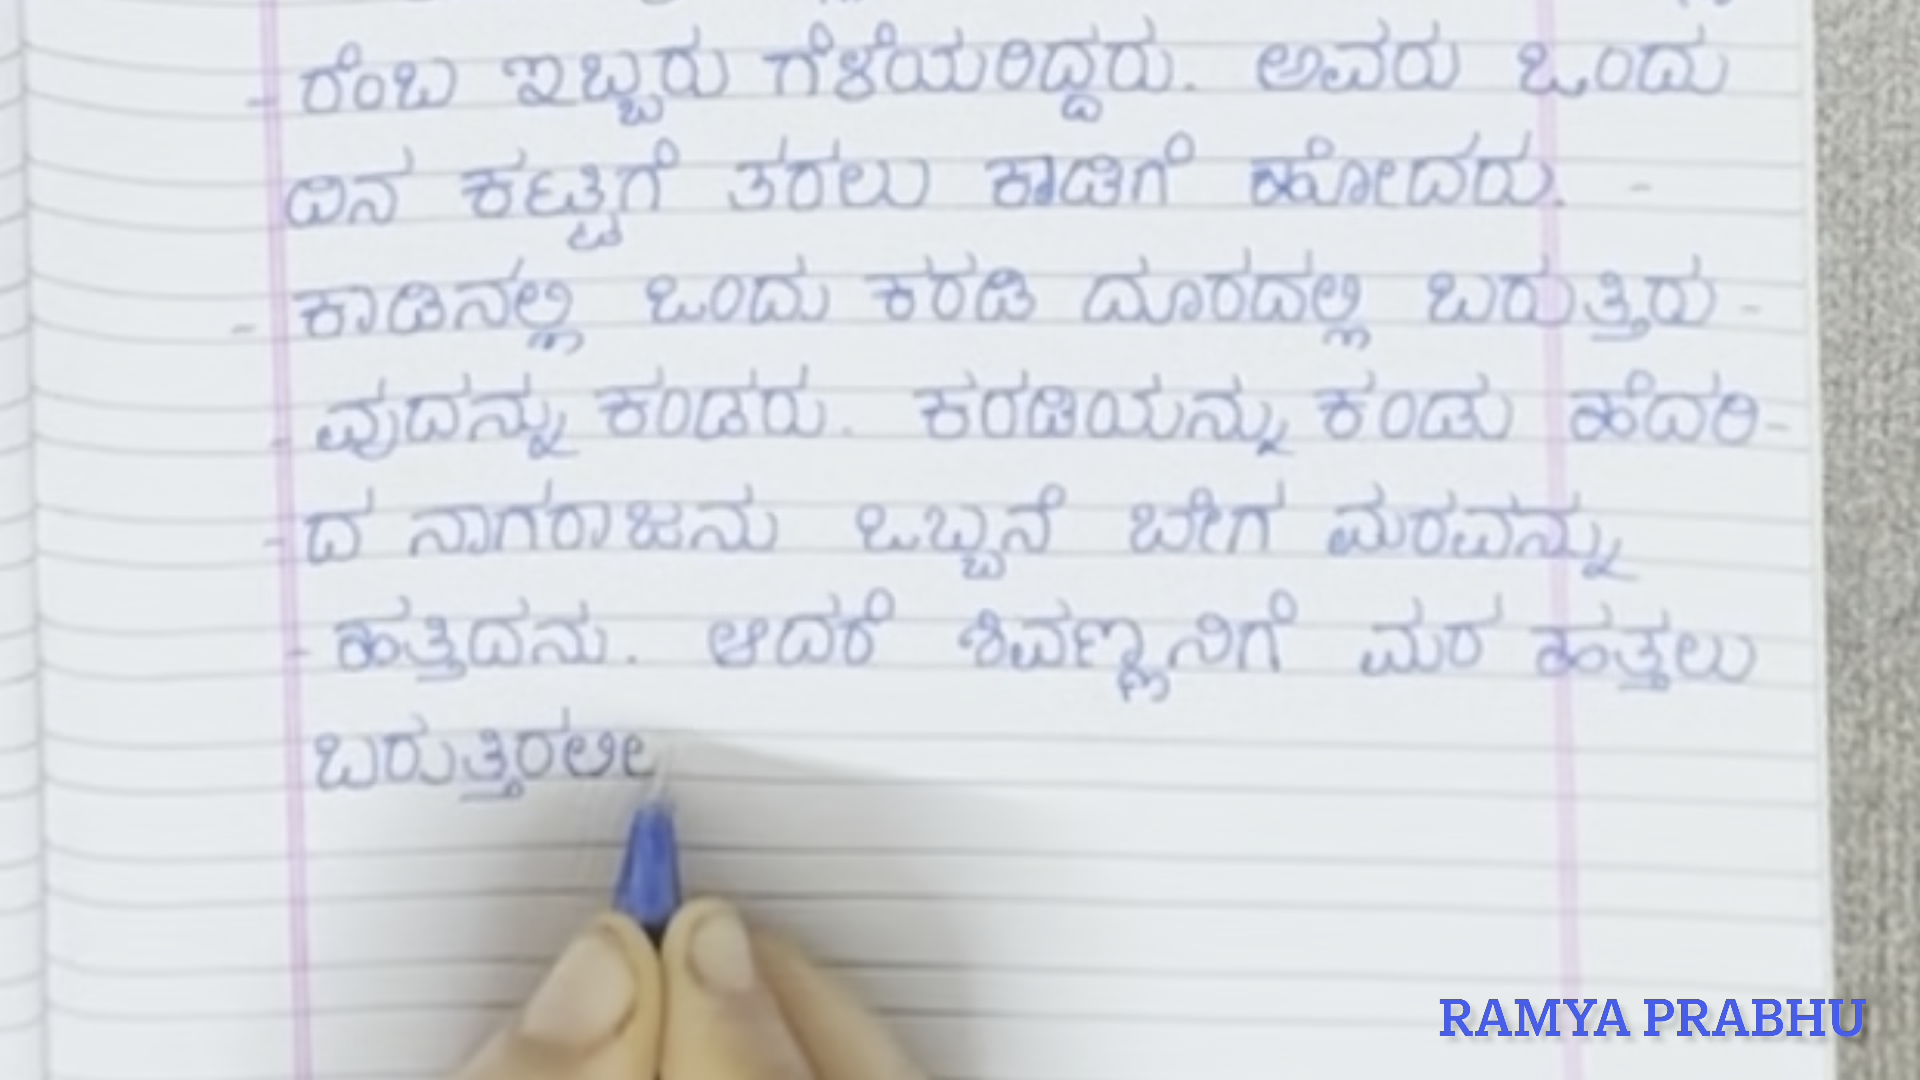 - ರೆಂಬ ಇಬ್ಬರು ಗೆಳೆಯರಿದ್ದರು. ಅವರು ಒಂದು
ದಿನ ಕಟ್ಟಿಗೆ ತರಲು ಕಾಡಿಗೆ ಹೋದರು. -
- ಕಾಡಿನಲ್ಲಿ ಒಂದು ಕರಡಿ ದೂರದಲ್ಲಿ ಬರುತ್ತಿರು -
- ವುದನ್ನು ಕಂಡರು. ಕರಡಿಯನ್ನು ಕಂಡು ಹೆದರಿ-
- ದ ನಾಗರಾಜನು ಒಬ್ಬನೆ ಬೇಗ ಮರವನ್ನು
- ಹತ್ತಿದನು. ಆದರೆ ಶಿವಣ್ಣನಿಗೆ ಮರ ಹತ್ತಲು
ಬರುತ್ತಿರಲೀ
RAMYA PRABHU